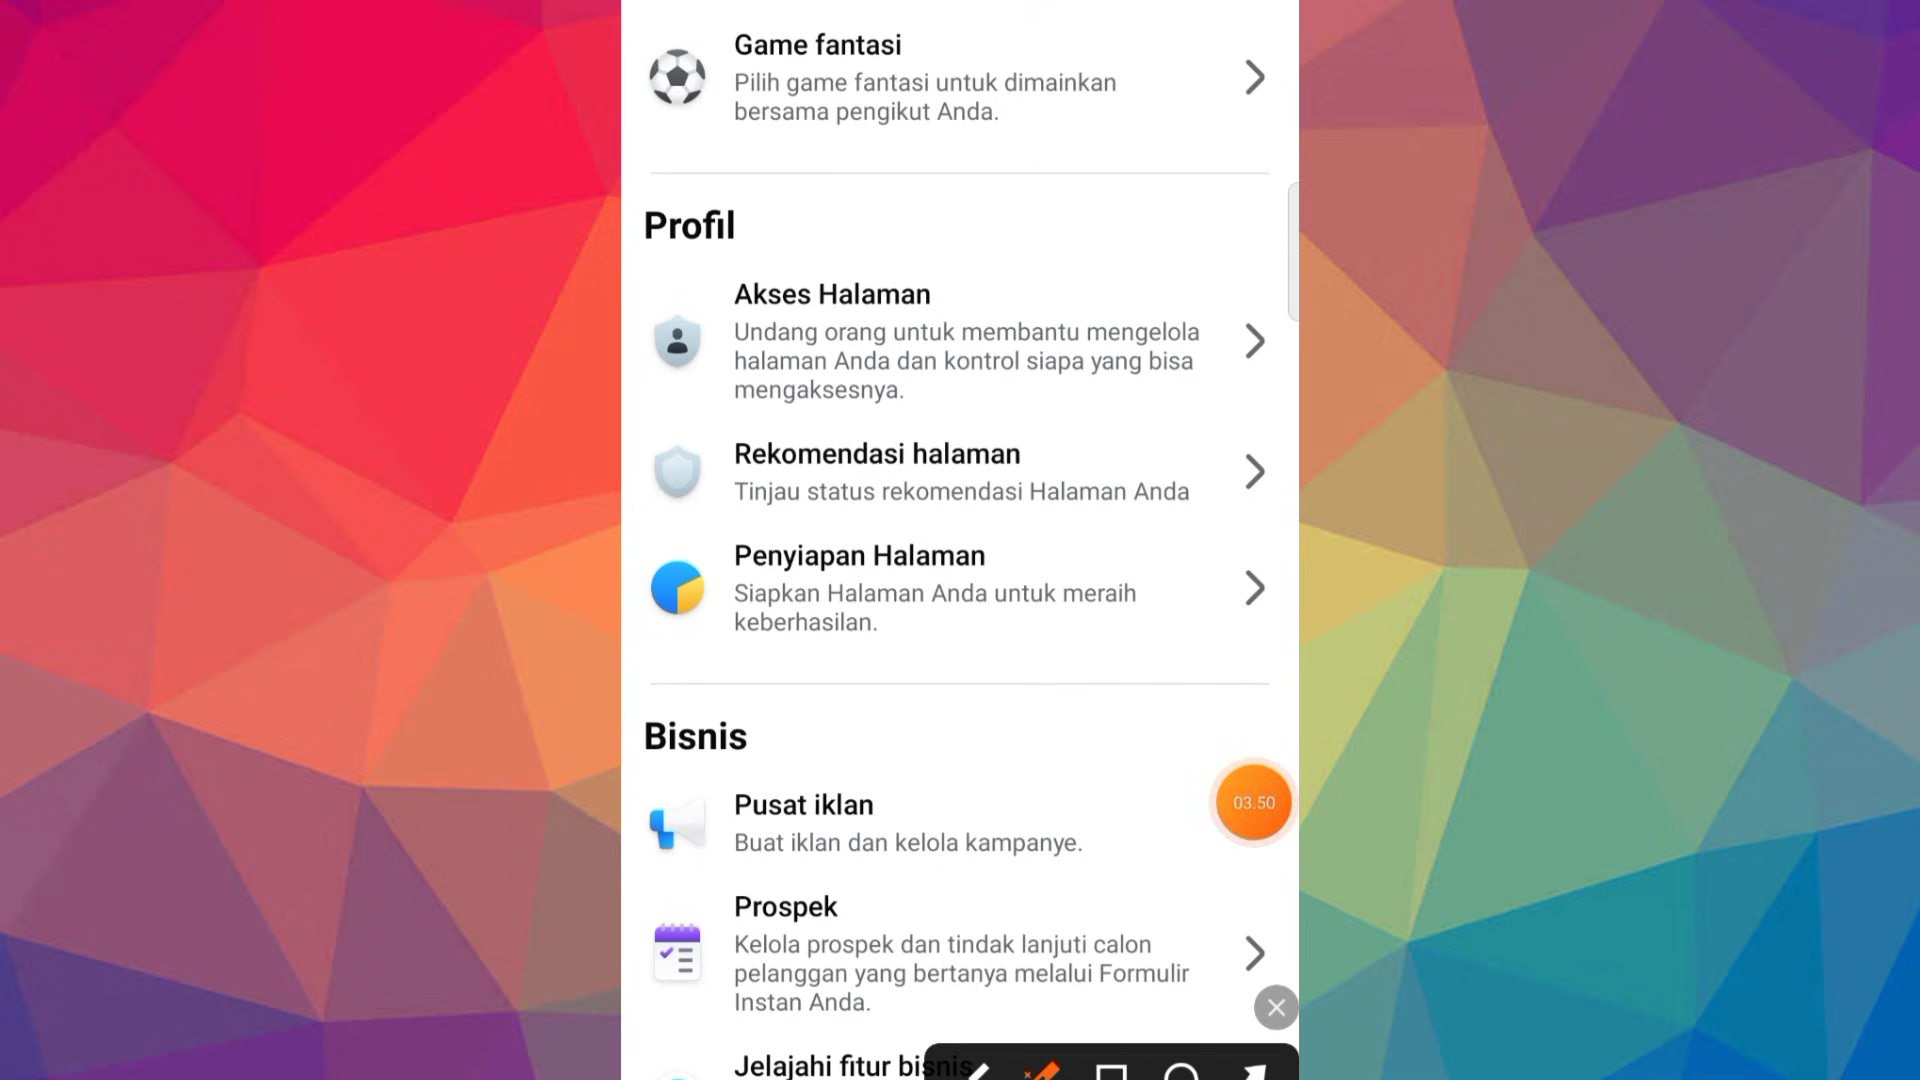 Game fantasi
Pilih game fantasi untuk dimainkan
bersama pengikut Anda.
Profil
Akses Halaman
Undang orang untuk membantu mengelola
halaman Anda dan kontrol siapa yang bisa
mengaksesnya.
Rekomendasi halaman
Tinjau status rekomendasi Halaman Anda
Penyiapan Halaman
Siapkan Halaman Anda untuk meraih
keberhasilan.
Bisnis
Pusat iklan
Buat iklan dan kelola kampanye.
03.50
Prospek
Kelola prospek dan tindak lanjuti calon
pelanggan yang bertanya melalui Formulir
Instan Anda.
Jelajahi fitur bisnis